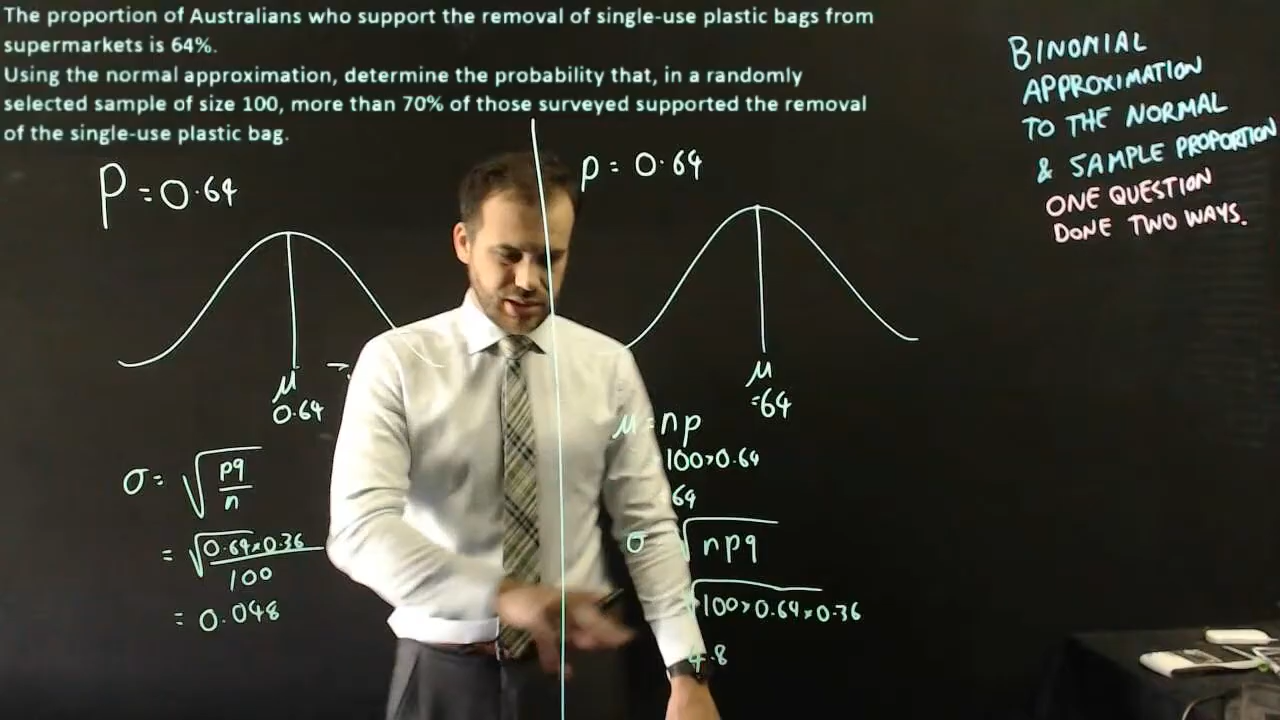 The proportion of Australians who support the removal of single-use plastic bags from
supermarkets is 64%.
Using the normal approximation, determine the probability that, in a randomly
selected sample of size 100, more than 70% of those surveyed supported the removal
of the single-use plastic bag.
BINOMIAL
APPROXIMATION
TO THE NORMAL
& SAMPLE PROPORTION
ONE QUESTION
DONE TWO WAYS.
P = 0.64
μ
0.64
σ = √(pq/n)
= √(0.64×0.36/100)
= 0.048
p = 0.64
μ
=64
μ = np
100×0.64
64
σ √npq
√100×0.64×0.36
4.8